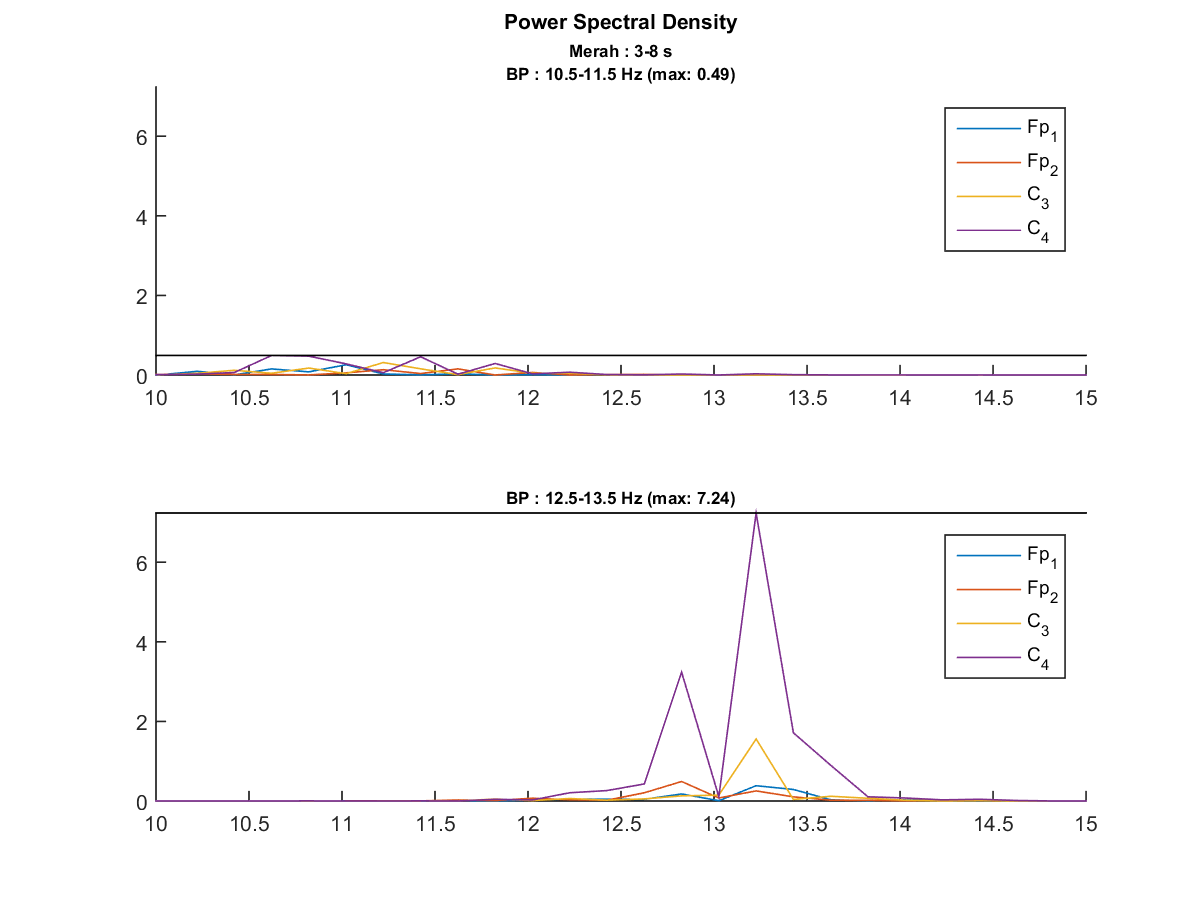 Power Spectral Density
Merah : 3-8 s
BP : 10.5-11.5 Hz (max: 0.49)
Fp1
Fp2
C3
C4
6
4
2
0
10 10.5 11 11.5 12 12.5 13 13.5 14 14.5 15
BP : 12.5-13.5 Hz (max: 7.24)
Fp1
Fp2
C3
C4
6
4
2
0
10 10.5 11 11.5 12 12.5 13 13.5 14 14.5 15